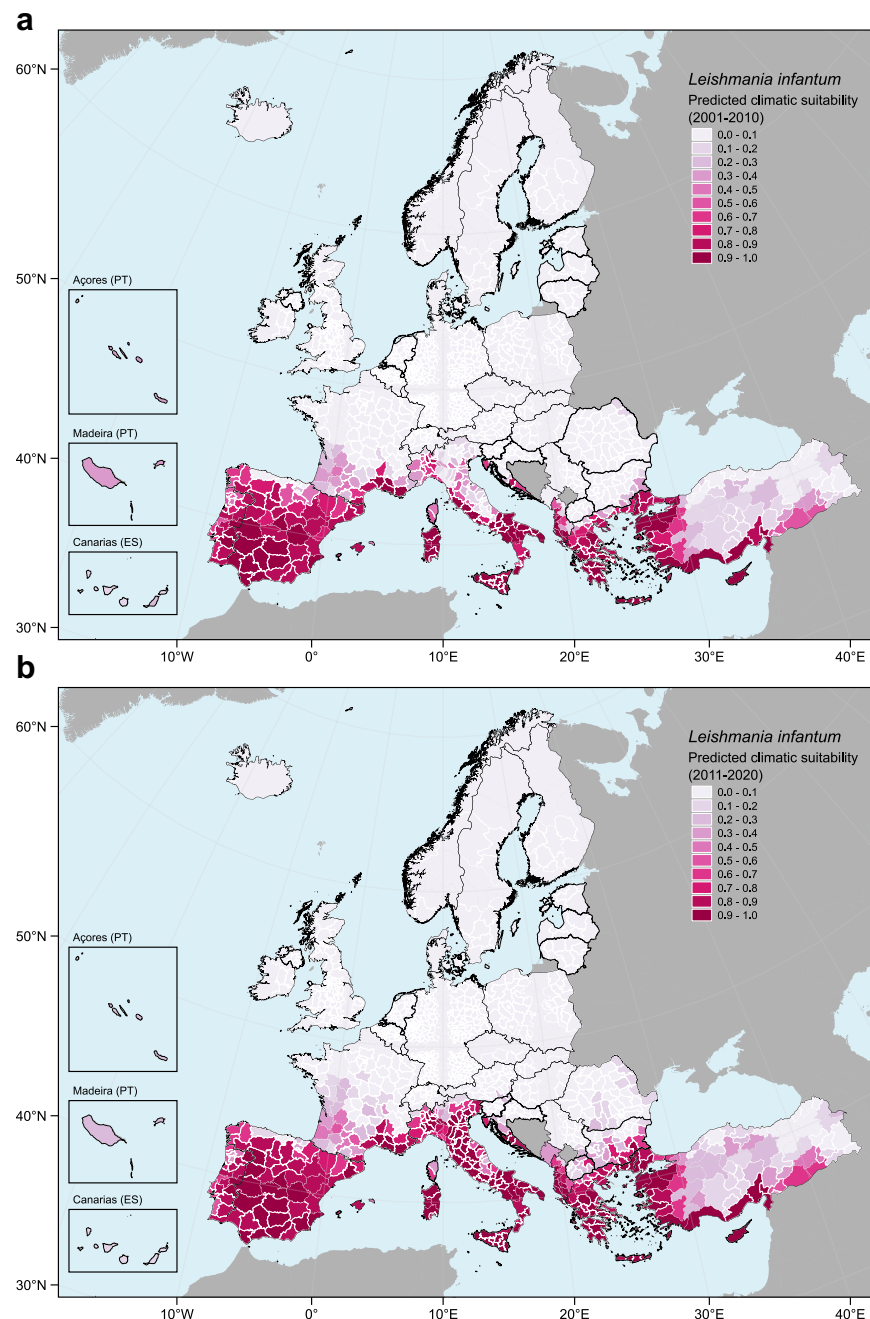 a
60°N
50°N
40°N
30°N
Leishmania infantum
Predicted climatic suitability
(2001-2010)
0.0 - 0.1
0.1 - 0.2
0.2 - 0.3
0.3 - 0.4
0.4 - 0.5
0.5 - 0.6
0.6 - 0.7
0.7 - 0.8
0.8 - 0.9
0.9 - 1.0
Açores (PT)
Madeira (PT)
Canarias (ES)
10°W
0°
10°E
20°E
30°E
40°E
b
60°N
50°N
40°N
30°N
Leishmania infantum
Predicted climatic suitability
(2011-2020)
0.0 - 0.1
0.1 - 0.2
0.2 - 0.3
0.3 - 0.4
0.4 - 0.5
0.5 - 0.6
0.6 - 0.7
0.7 - 0.8
0.8 - 0.9
0.9 - 1.0
Açores (PT)
Madeira (PT)
Canarias (ES)
10°W
0°
10°E
20°E
30°E
40°E